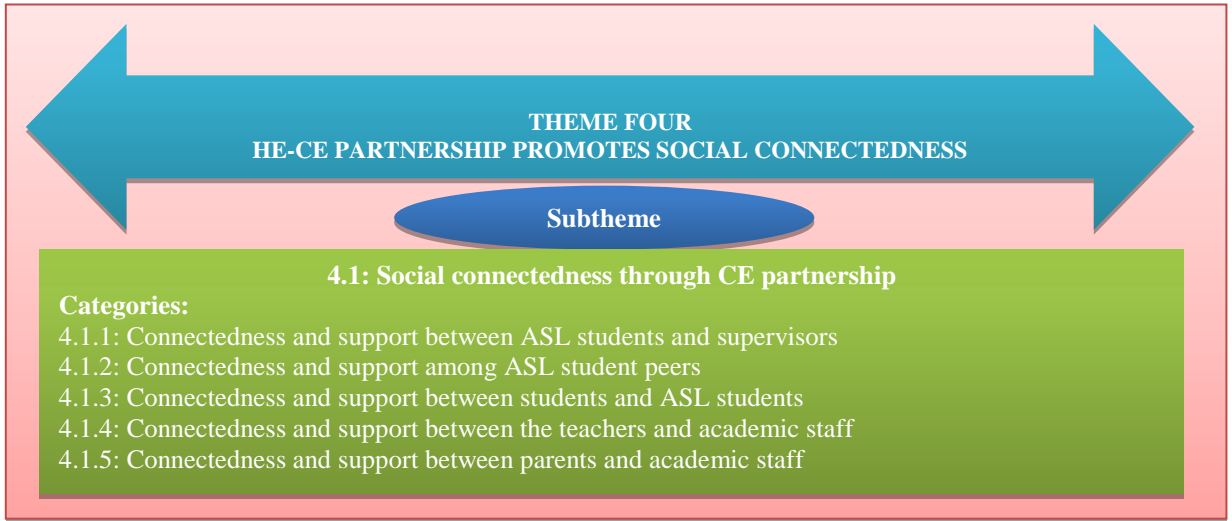 THEME FOUR
HE-CE PARTNERSHIP PROMOTES SOCIAL CONNECTEDNESS
Subtheme
4.1: Social connectedness through CE partnership
Categories:
4.1.1: Connectedness and support between ASL students and supervisors
4.1.2: Connectedness and support among ASL student peers
4.1.3: Connectedness and support between students and ASL students
4.1.4: Connectedness and support between the teachers and academic staff
4.1.5: Connectedness and support between parents and academic staff